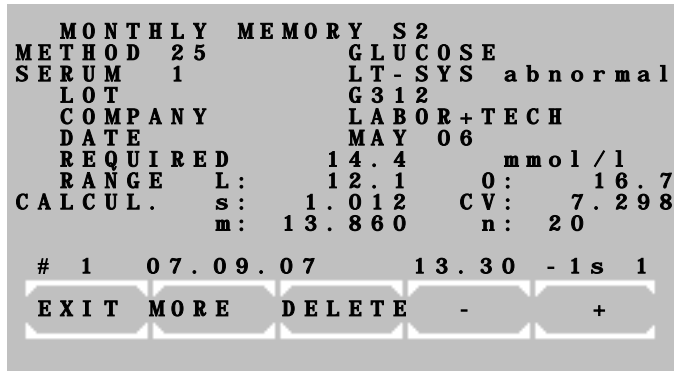 MONTHLY MEMORY S2
METHOD 25 GLUCOSE
SERUM 1 LT-SYS abnormal
LOT G312
COMPANY LABOR+TECH
DATE MAY 06
REQUIRED 14.4 mmol/l
RANGE L: 12.1 0: 16.7
CALCUL. s: 1.012 CV: 7.298
m: 13.860 n: 20
# 1 07.09.07 13.30 -1s 1
EXIT MORE DELETE - +